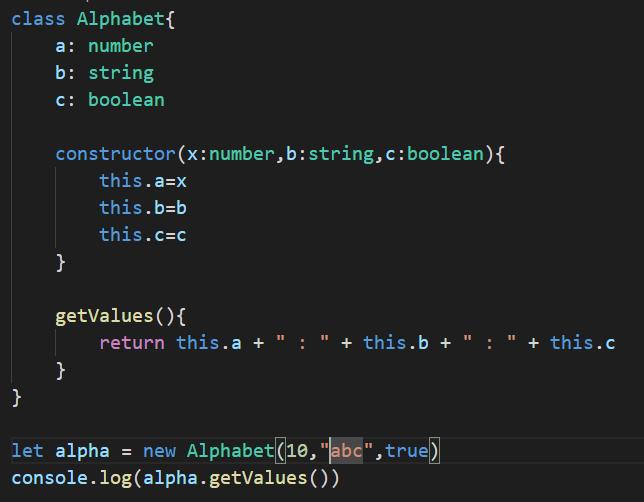 class Alphabet{
    a: number
    b: string
    c: boolean

    constructor(x:number,b:string,c:boolean){
        this.a=x
        this.b=b
        this.c=c
    }

    getValues(){
        return this.a + " : " + this.b + " : " + this.c
    }
}

let alpha = new Alphabet(10,"abc",true)
console.log(alpha.getValues())